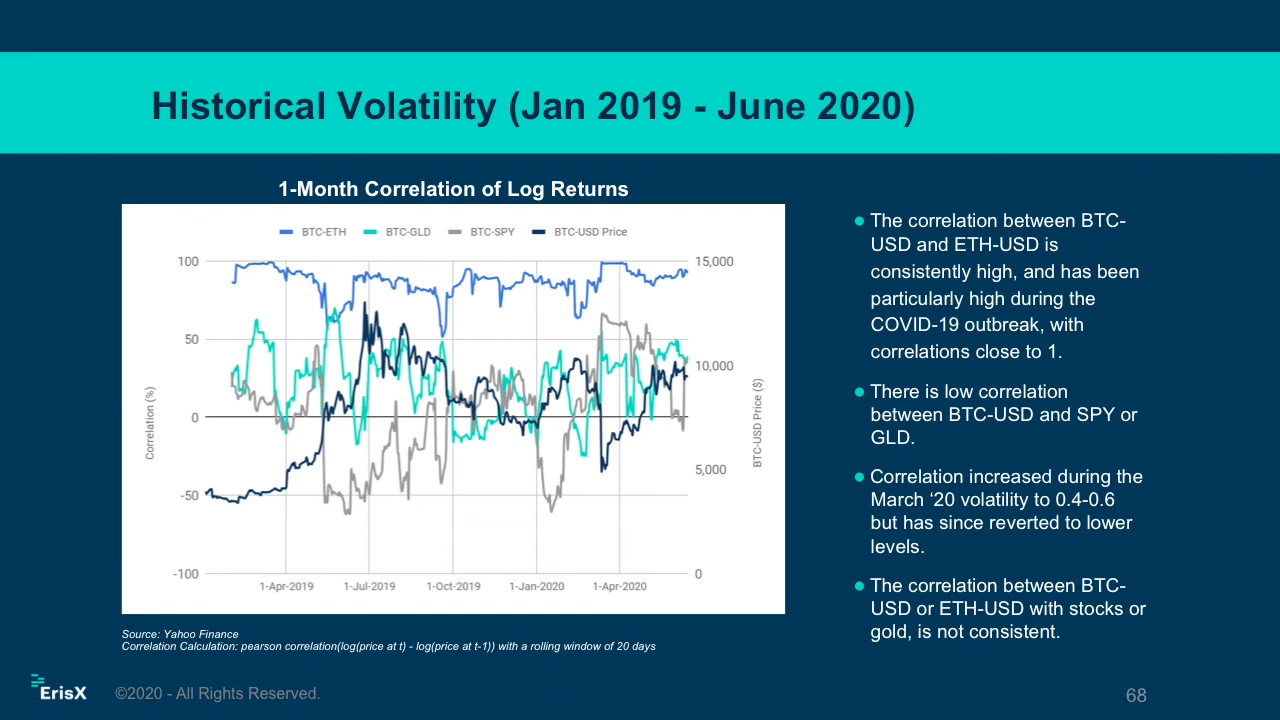 Historical Volatility (Jan 2019 - June 2020)
1-Month Correlation of Log Returns
BTC-ETH BTC-GLD BTC-SPY BTC-USD Price
100
50
0
-50
-100
Correlation (%)
15,000
10,000
5,000
0
BTC-USD Price ($)
1-Apr-2019 1-Jul-2019 1-Oct-2019 1-Jan-2020 1-Apr-2020
Source: Yahoo Finance
Correlation Calculation: pearson correlation(log(price at t) - log(price at t-1)) with a rolling window of 20 days
The correlation between BTC-
USD and ETH-USD is
consistently high, and has been
particularly high during the
COVID-19 outbreak, with
correlations close to 1.
There is low correlation
between BTC-USD and SPY or
GLD.
Correlation increased during the
March ‘20 volatility to 0.4-0.6
but has since reverted to lower
levels.
The correlation between BTC-
USD or ETH-USD with stocks or
gold, is not consistent.
ErisX
©2020 - All Rights Reserved.
68